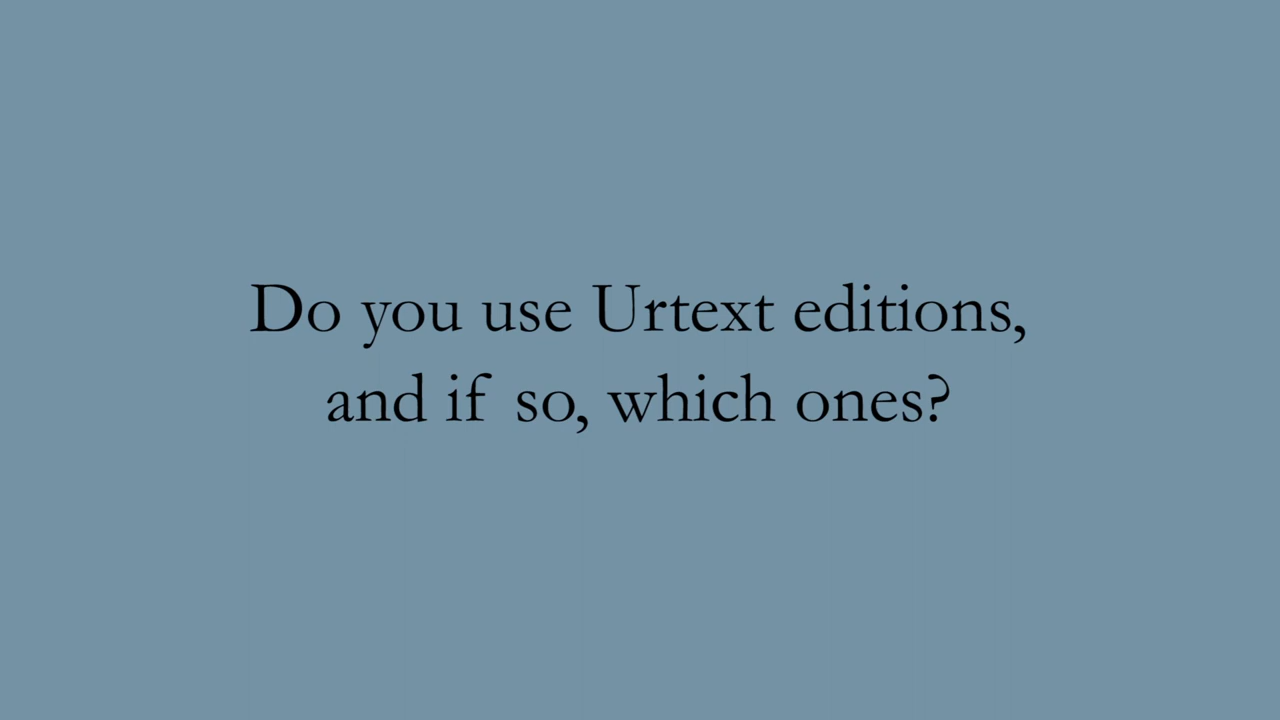 Do you use Urtext editions,
and if so, which ones?